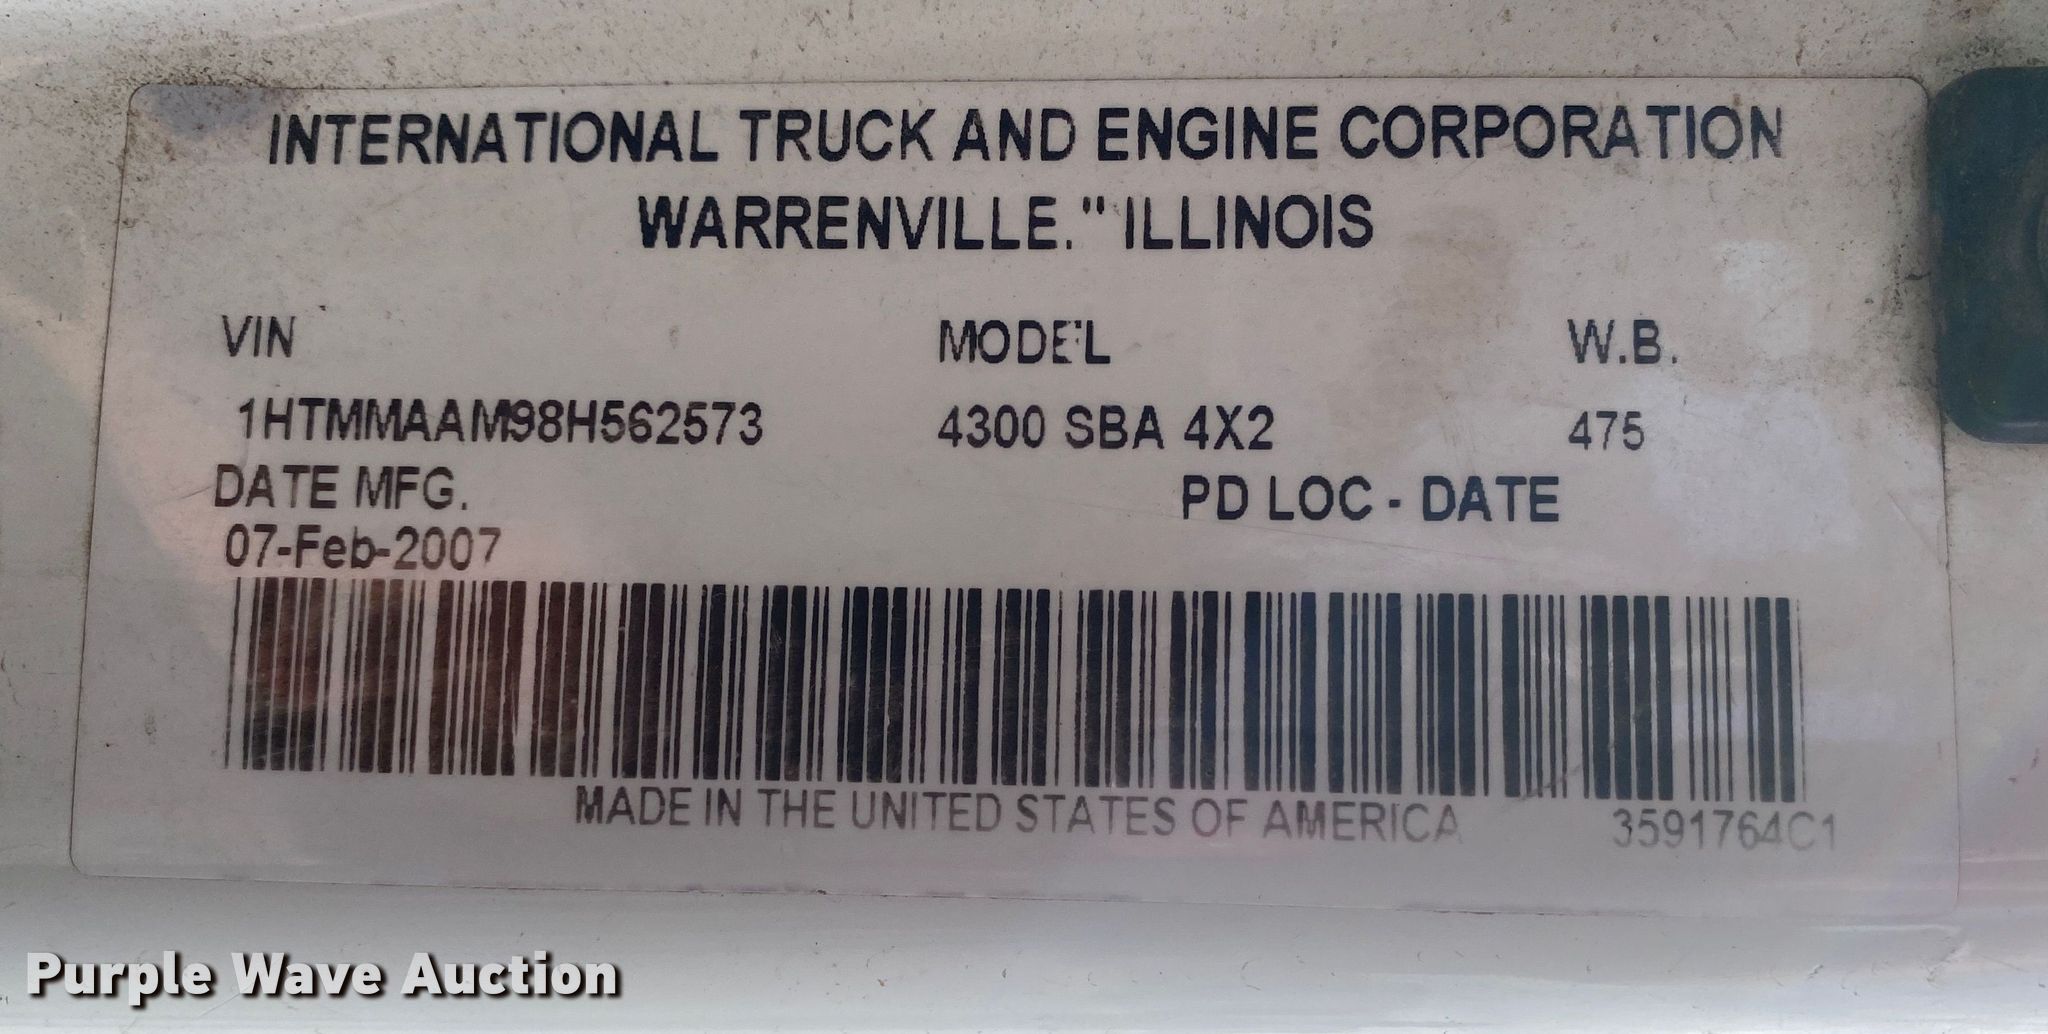 INTERNATIONAL TRUCK AND ENGINE CORPORATION
WARRENVILLE." ILLINOIS
VIN MODEL W.B.
1HTMMAAM98H562573 4300 SBA 4X2 475
DATE MFG. PD LOC - DATE
07-Feb-2007
MADE IN THE UNITED STATES OF AMERICA 3591764C1
Purple Wave Auction